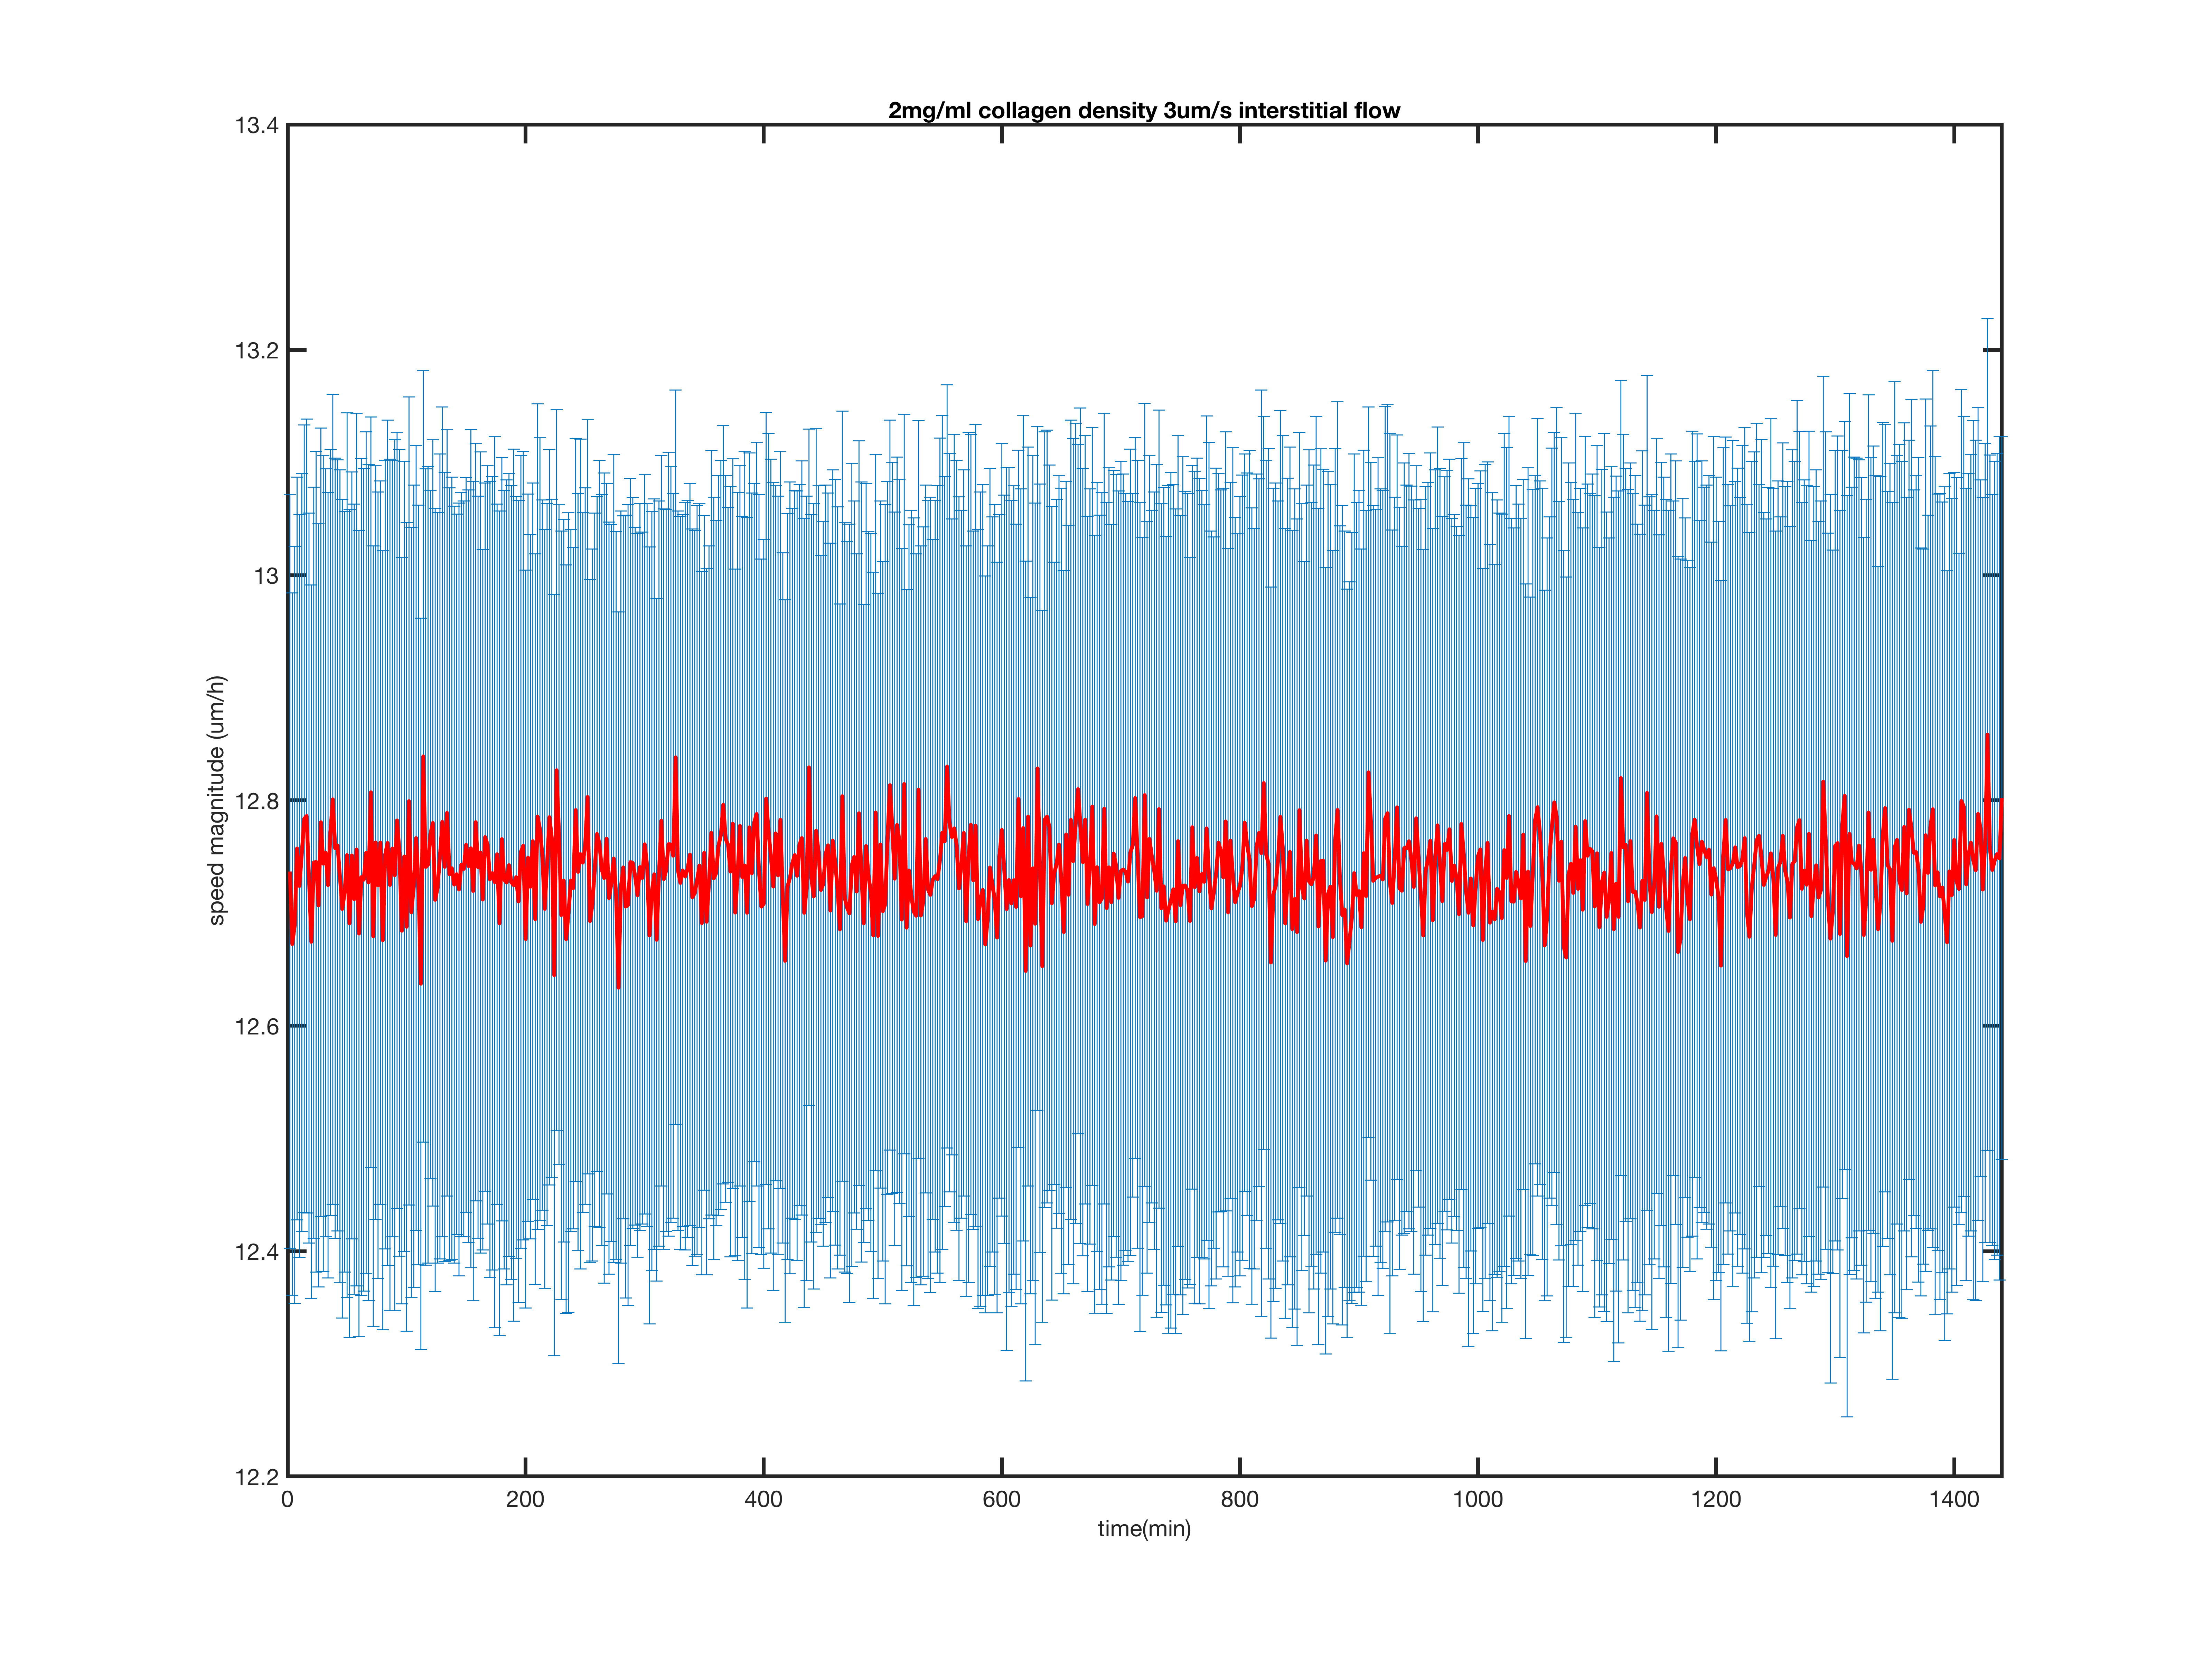 2mg/ml collagen density 3um/s interstitial flow
13.4
13.2
13
12.8
12.6
12.4
12.2
speed magnitude (um/h)
0 200 400 600 800 1000 1200 1400
time(min)